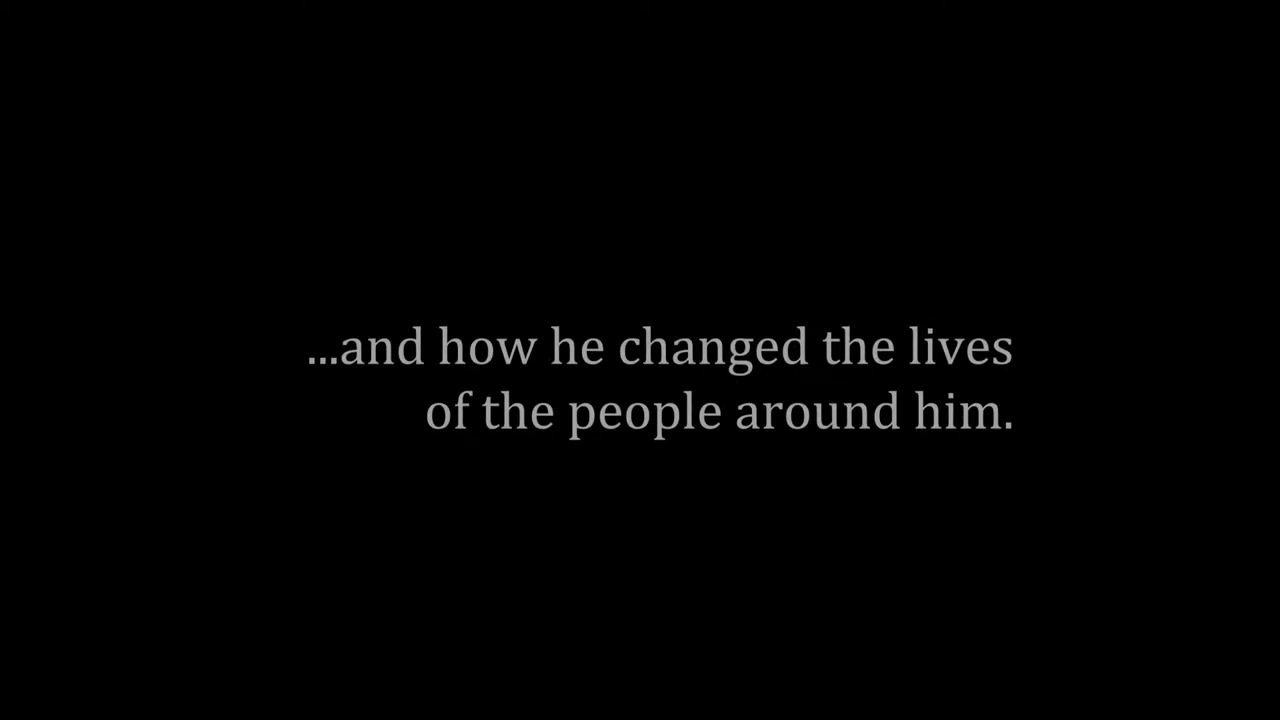 ...and how he changed the lives
of the people around him.